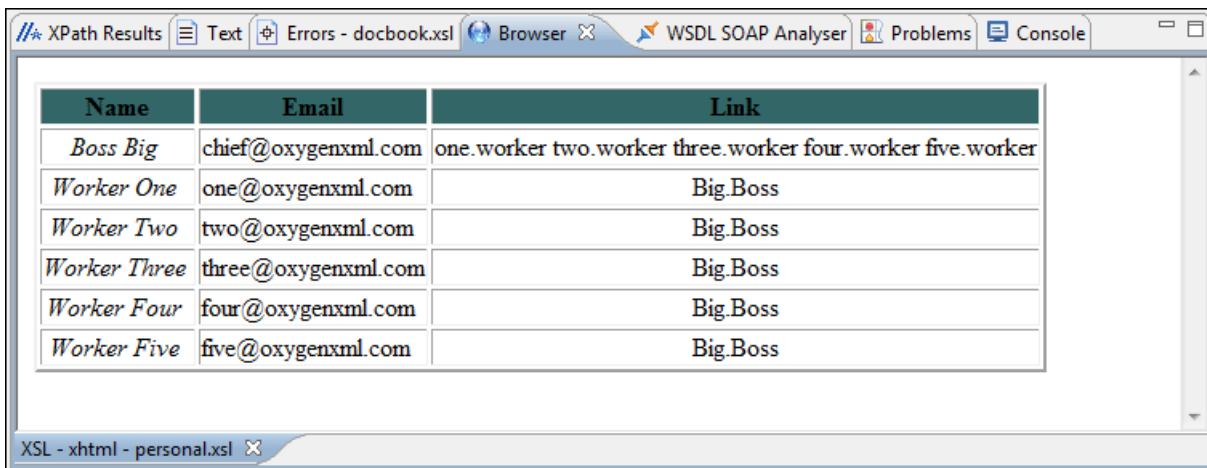 XPath Results Text Errors - docbook.xsl Browser WSDL SOAP Analyser Problems Console
Name Email Link
Boss Big chief@oxygenxml.com one.worker two.worker three.worker four.worker five.worker
Worker One one@oxygenxml.com Big.Boss
Worker Two two@oxygenxml.com Big.Boss
Worker Three three@oxygenxml.com Big.Boss
Worker Four four@oxygenxml.com Big.Boss
Worker Five five@oxygenxml.com Big.Boss
XSL - xhtml - personal.xsl